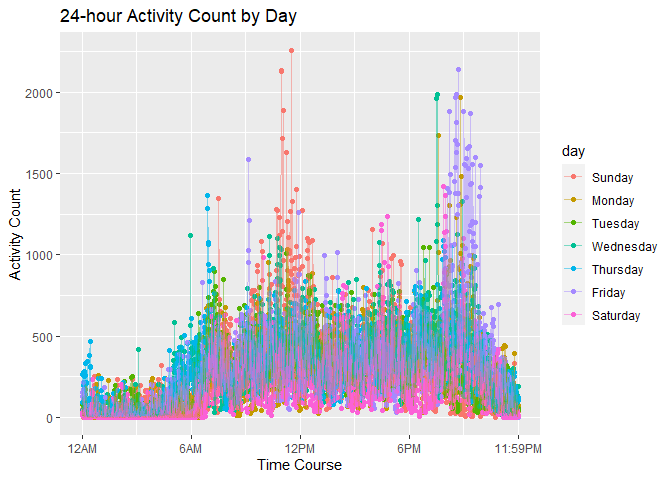 24-hour Activity Count by Day
Activity Count
2000
1500
1000
500
0
12AM
6AM
12PM
6PM
11:59PM
Time Course
day
Sunday
Monday
Tuesday
Wednesday
Thursday
Friday
Saturday